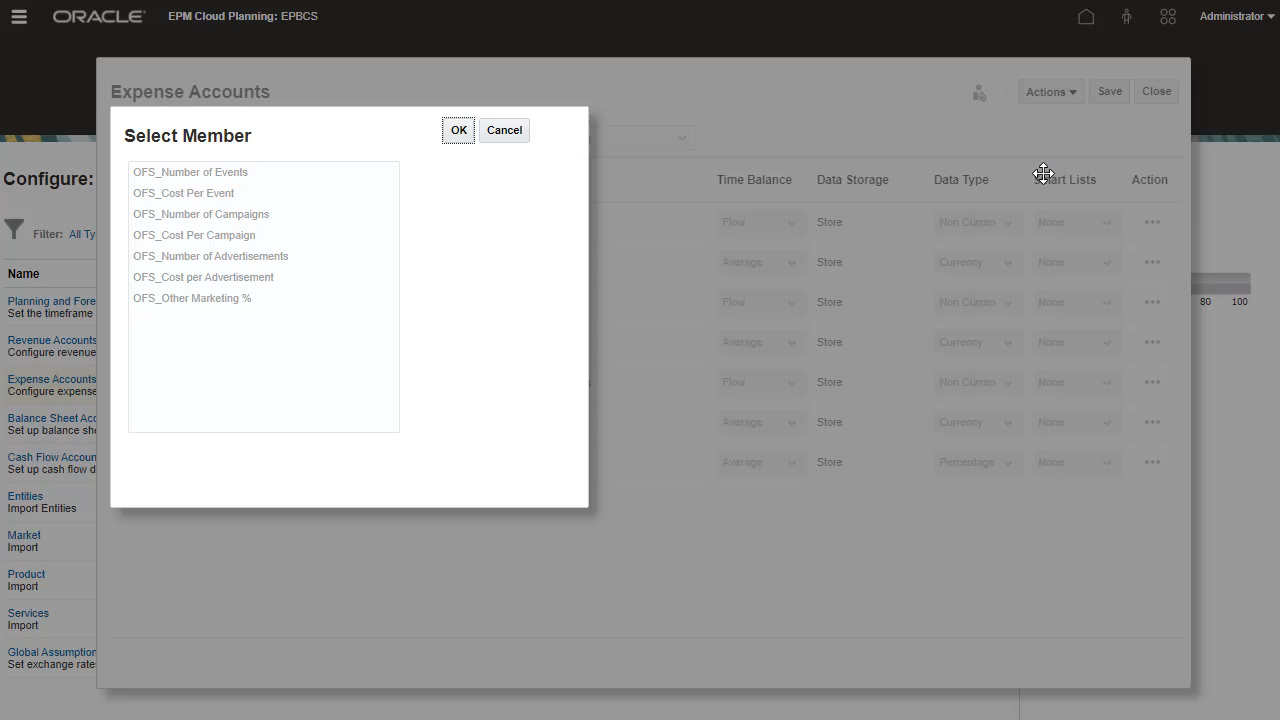 ORACLE EPM Cloud Planning: EPBCS Administrator
Expense Accounts Actions Save Close
Select Member OK Cancel
OFS_Number of Events
OFS_Cost Per Event
OFS_Number of Campaigns
OFS_Cost Per Campaign
OFS_Number of Advertisements
OFS_Cost per Advertisement
OFS_Other Marketing %
Configure:
Filter: All Ty
Name
Planning and Fore
Set the timeframe
Revenue Accounts
Configure revenue
Expense Accounts
Configure expense
Balance Sheet Acc
Set up balance she
Cash Flow Accoun
Set up cash flow d
Entities
Import Entities
Market
Import
Product
Import
Services
Import
Global Assumption
Set exchange rate
Time Balance Data Storage Data Type Smart Lists Action
Flow Store Non Curren None
Average Store Currency None
Flow Store Non Curren None
Average Store Currency None
Flow Store Non Curren None
Average Store Currency None
Average Store Percentage None
80 100